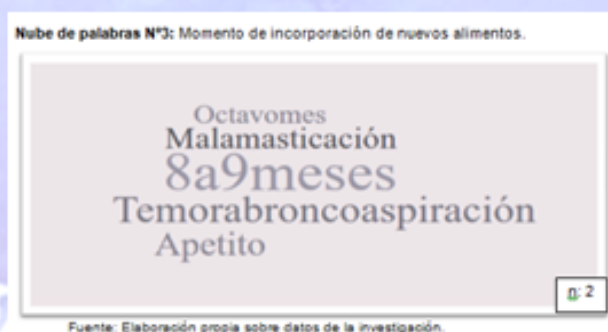 Nube de palabras Nº3: Momento de incorporación de nuevos alimentos.
Octavomes
Malamasticación
8a9meses
Temorabroncoaspiración
Apetito
n: 2
Fuente: Elaboración propia sobre datos de la investigación.